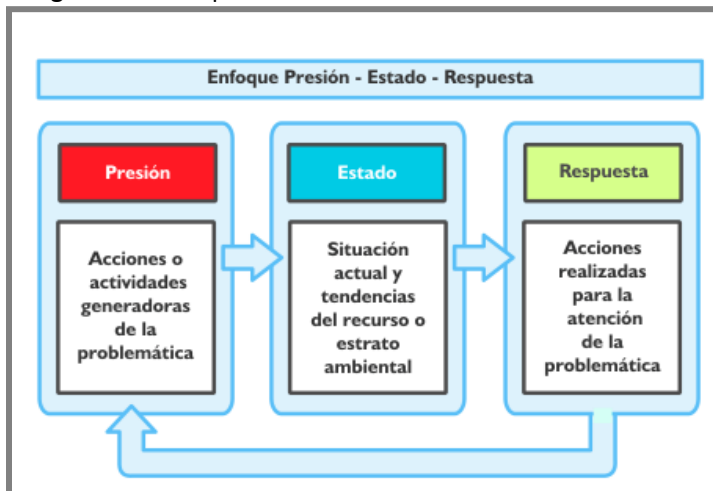 Enfoque Presión - Estado - Respuesta
Presión
Acciones o
actividades
generadoras
de la
problemática
Estado
Situación
actual y
tendencias
del recurso o
estrato
ambiental
Respuesta
Acciones
realizadas
para la
atención
de la
problemática